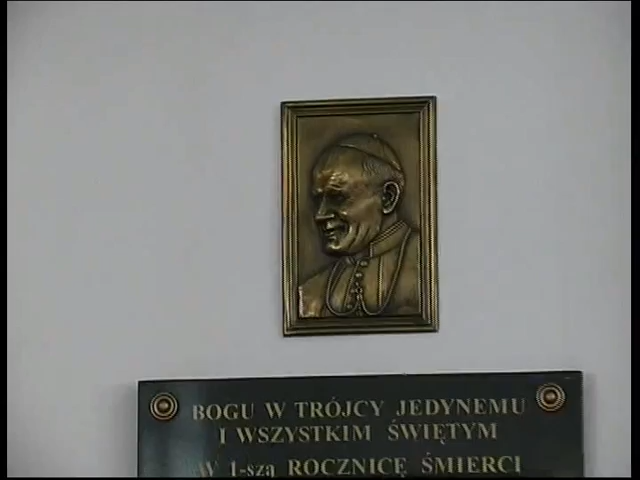 BOGU W TRÓJCY JEDYNEMU
I WSZYSTKIM ŚWIĘTYM
W 1-szą ROCZNICĘ ŚMIERCI